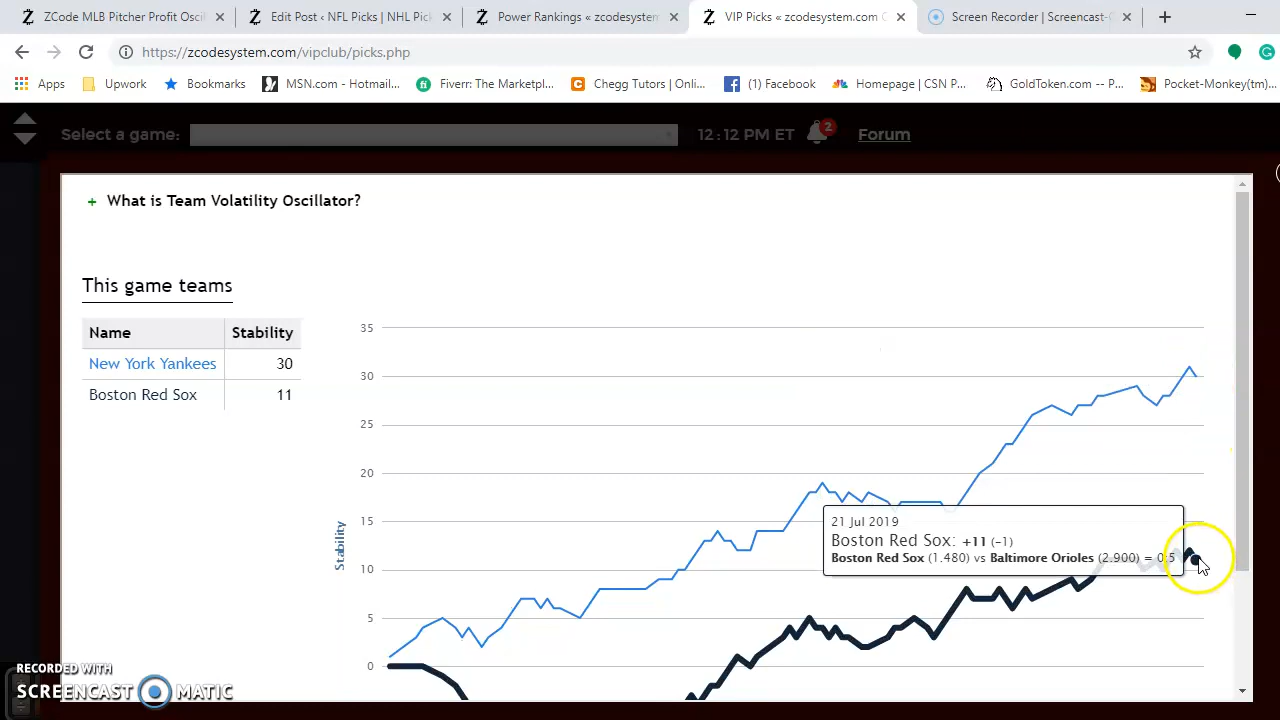 ZCode MLB Pitcher Profit Oscil
Edit Post ‹ NFL Picks | NHL Pick
Power Rankings « zcodesystem
VIP Picks « zcodesystem.com C
Screen Recorder | Screencast-O
https://zcodesystem.com/vipclub/picks.php
Apps
Upwork
Bookmarks
MSN.com - Hotmail...
Fiverr: The Marketpl...
Chegg Tutors | Onli...
(1) Facebook
Homepage | CSN P...
GoldToken.com -- P...
Pocket-Monkey(tm)...
Select a game:
12:12 PM ET
2
Forum
+ What is Team Volatility Oscillator?
This game teams
Name Stability
New York Yankees 30
Boston Red Sox 11
35
30
25
20
15
10
5
0
Stability
21 Jul 2019
Boston Red Sox: +11 (-1)
Boston Red Sox (1.480) vs Baltimore Orioles (2.900) = 0:5
RECORDED WITH
SCREENCAST MATIC